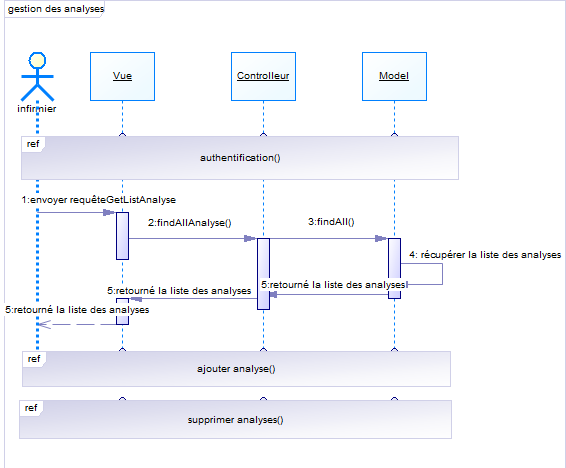 gestion des analyses
Vue
Controlleur
Model
infirmier
ref
authentification()
1:envoyer requêteGetListAnalyse
2:findAllAnalyse()
3:findAll()
4: récupérer la liste des analyses
5:retourné la liste des analyses
5:retourné la liste des analyses
5:retourné la liste des analyses
ref
ajouter analyse()
ref
supprimer analyses()